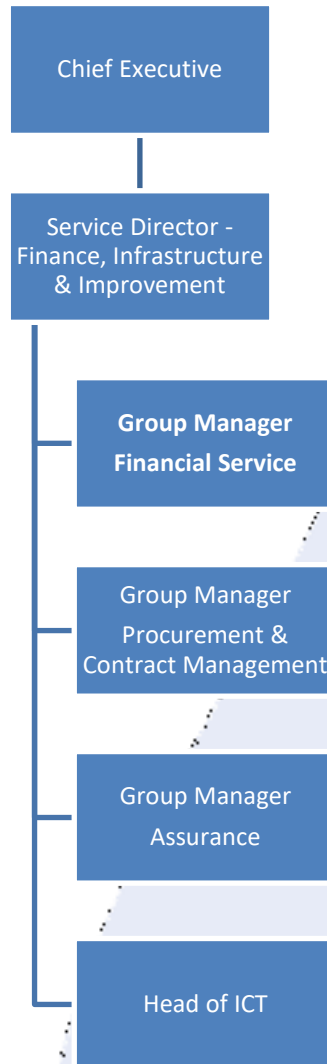 Chief Executive
Service Director -
Finance, Infrastructure
& Improvement
Group Manager
Financial Service
Group Manager
Procurement &
Contract Management
Group Manager
Assurance
Head of ICT